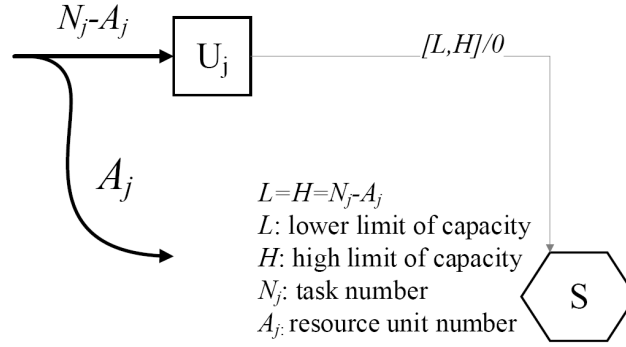 N_j-A_j
U_j
[L,H]/0
A_j
L=H=N_j-A_j
L: lower limit of capacity
H: high limit of capacity
N_j: task number
A_j: resource unit number
S